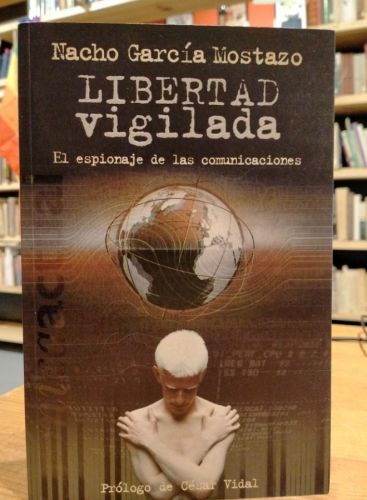 Nacho García Mostazo
LIBERTAD
vigilada
El espionaje de las comunicaciones
Prólogo de César Vidal